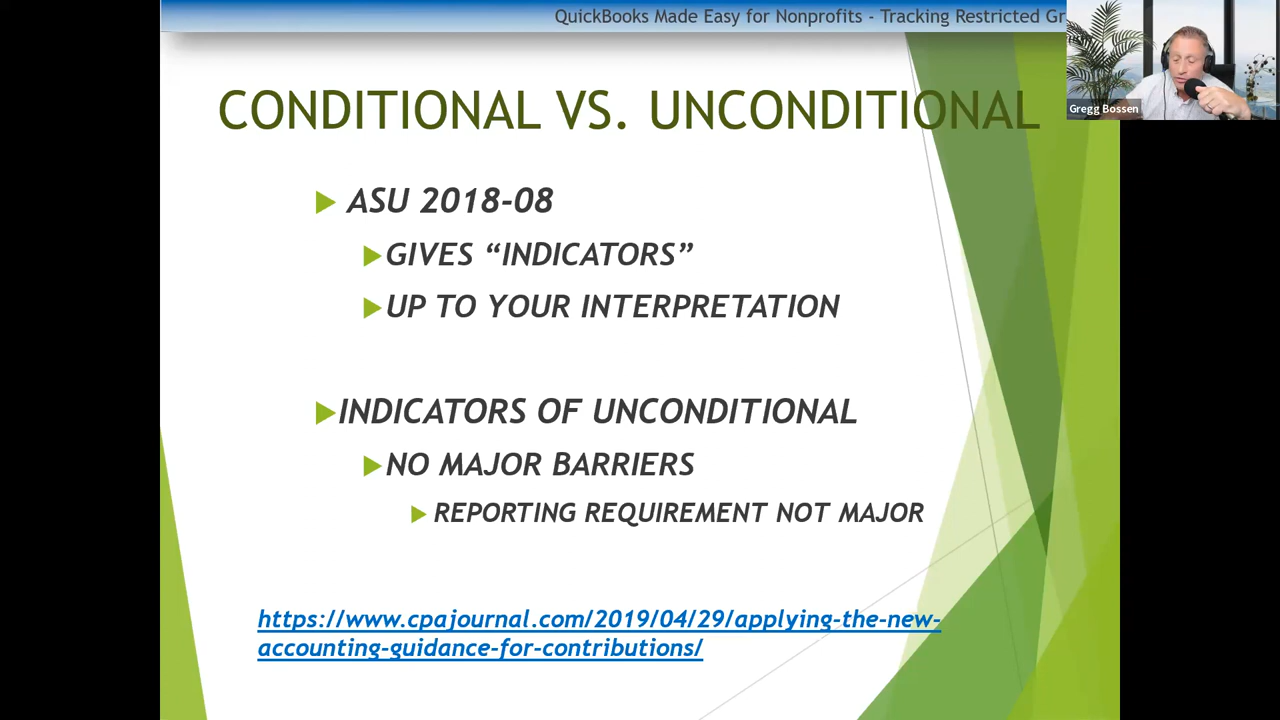 QuickBooks Made Easy for Nonprofits - Tracking Restricted Gr
Gregg Bossen
CONDITIONAL VS. UNCONDITIONAL
ASU 2018-08
GIVES “INDICATORS”
UP TO YOUR INTERPRETATION
INDICATORS OF UNCONDITIONAL
NO MAJOR BARRIERS
REPORTING REQUIREMENT NOT MAJOR
https://www.cpajournal.com/2019/04/29/applying-the-new-
accounting-guidance-for-contributions/